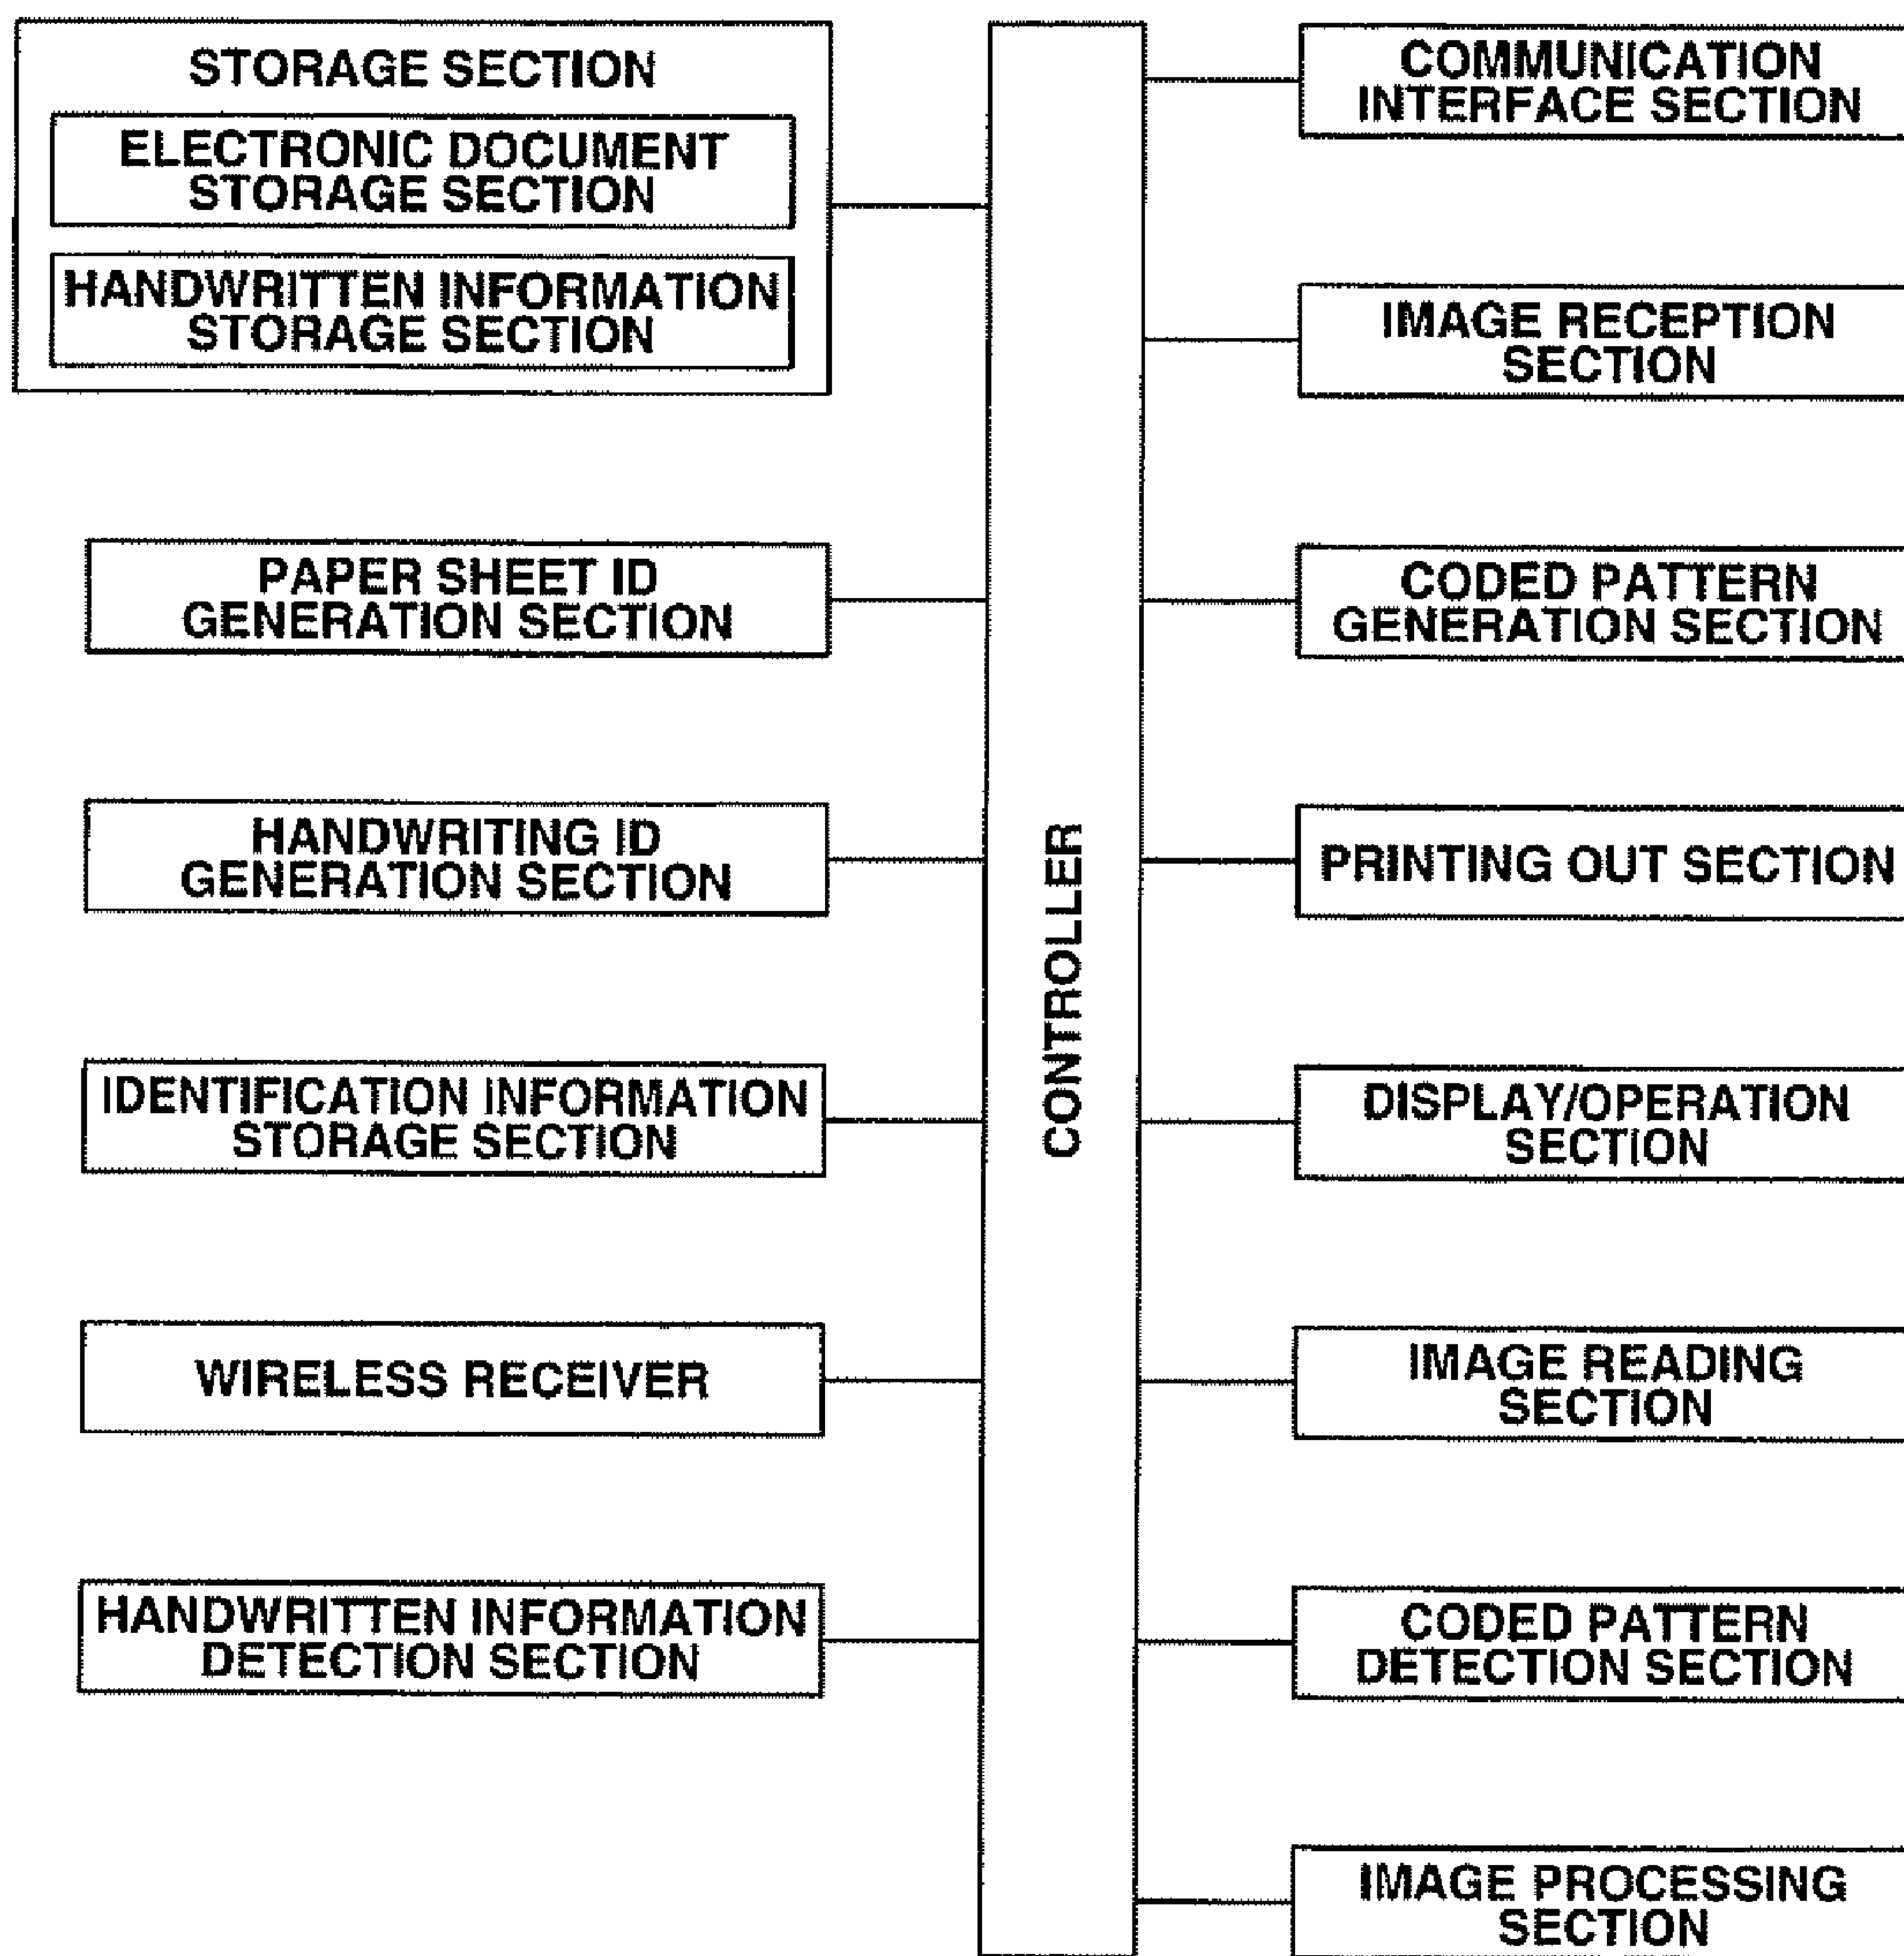 STORAGE SECTION
ELECTRONIC DOCUMENT
STORAGE SECTION
HANDWRITTEN INFORMATION
STORAGE SECTION
PAPER SHEET ID
GENERATION SECTION
HANDWRITING ID
GENERATION SECTION
IDENTIFICATION INFORMATION
STORAGE SECTION
WIRELESS RECEIVER
HANDWRITTEN INFORMATION
DETECTION SECTION
CONTROLLER
COMMUNICATION
INTERFACE SECTION
IMAGE RECEPTION
SECTION
CODED PATTERN
GENERATION SECTION
PRINTING OUT SECTION
DISPLAY/OPERATION
SECTION
IMAGE READING
SECTION
CODED PATTERN
DETECTION SECTION
IMAGE PROCESSING
SECTION